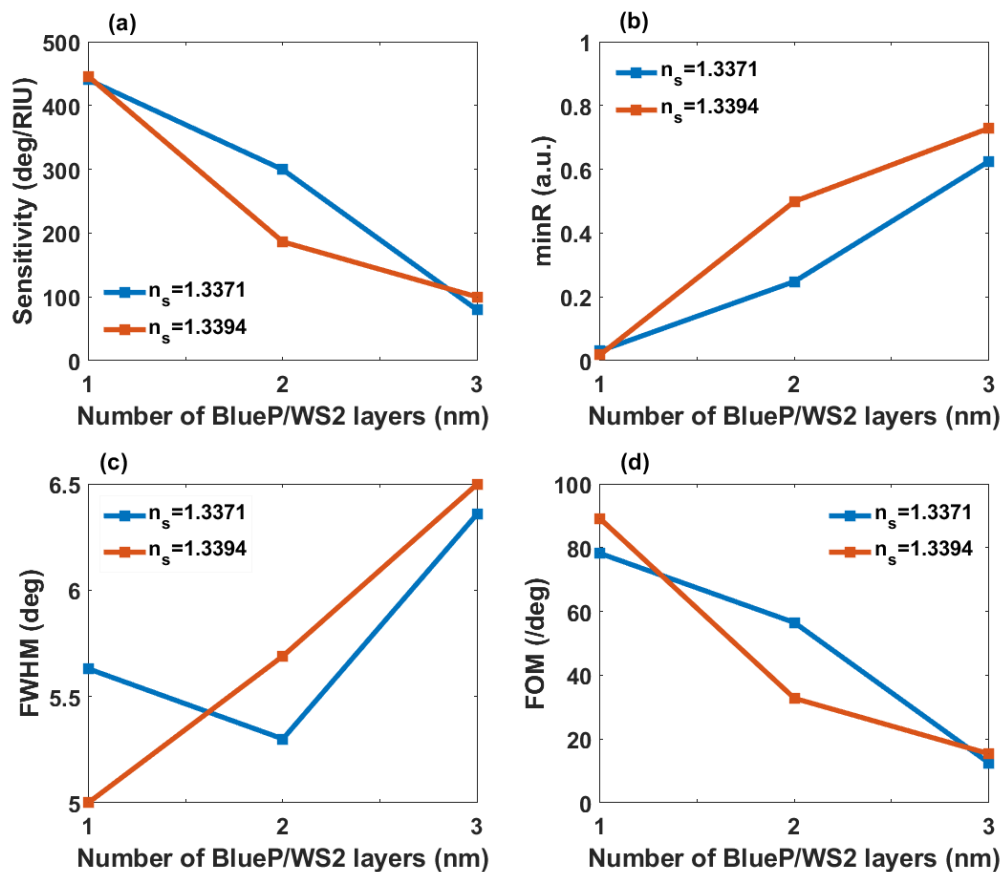 (a)
500
400
300
200
100
0
Sensitivity (deg/RIU)
n_s=1.3371
n_s=1.3394
1 2 3
Number of BlueP/WS2 layers (nm)
(b)
1
0.8
0.6
0.4
0.2
0
minR (a.u.)
n_s=1.3371
n_s=1.3394
1 2 3
Number of BlueP/WS2 layers (nm)
(c)
6.5
6
5.5
5
FWHM (deg)
n_s=1.3371
n_s=1.3394
1 2 3
Number of BlueP/WS2 layers (nm)
(d)
100
80
60
40
20
0
FOM (/deg)
n_s=1.3371
n_s=1.3394
1 2 3
Number of BlueP/WS2 layers (nm)